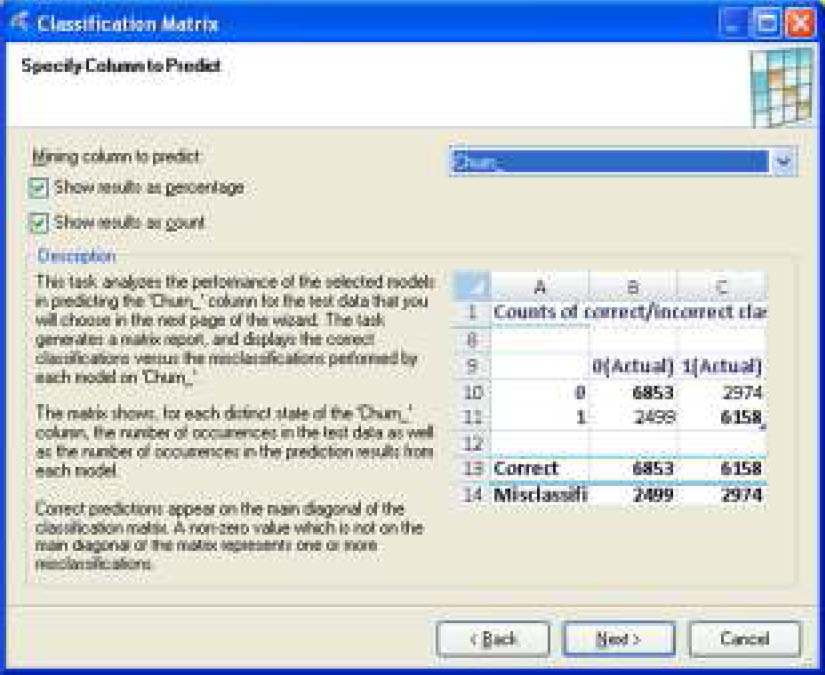 Classification Matrix
Specify Column to Predict
Mining column to predict
Churn_
Show results as percentage
Show results as count
Description
This task analyzes the performance of the selected models
in predicting the 'Churn_' column for the test data that you
will choose in the next page of the wizard. The task
generates a matrix report, and displays the correct
classifications versus the misclassifications performed by
each model on 'Churn_'.
The matrix shows, for each distinct state of the 'Churn_'
column, the number of occurences in the test data as well
as the number of occurences in the prediction results from
each model.
Correct predictions appear on the main diagonal of the
classification matrix. A non-zero value which is not on the
main diagonal of the matrix represents one or more
misclassifications.
A B C
1 Counts of correct/incorrect clas
8
9 0(Actual) 1(Actual)
10 0 6853 2974
11 1 2499 6158
12
13 Correct 6853 6158
14 Misclassifi 2499 2974
< Back
Next >
Cancel